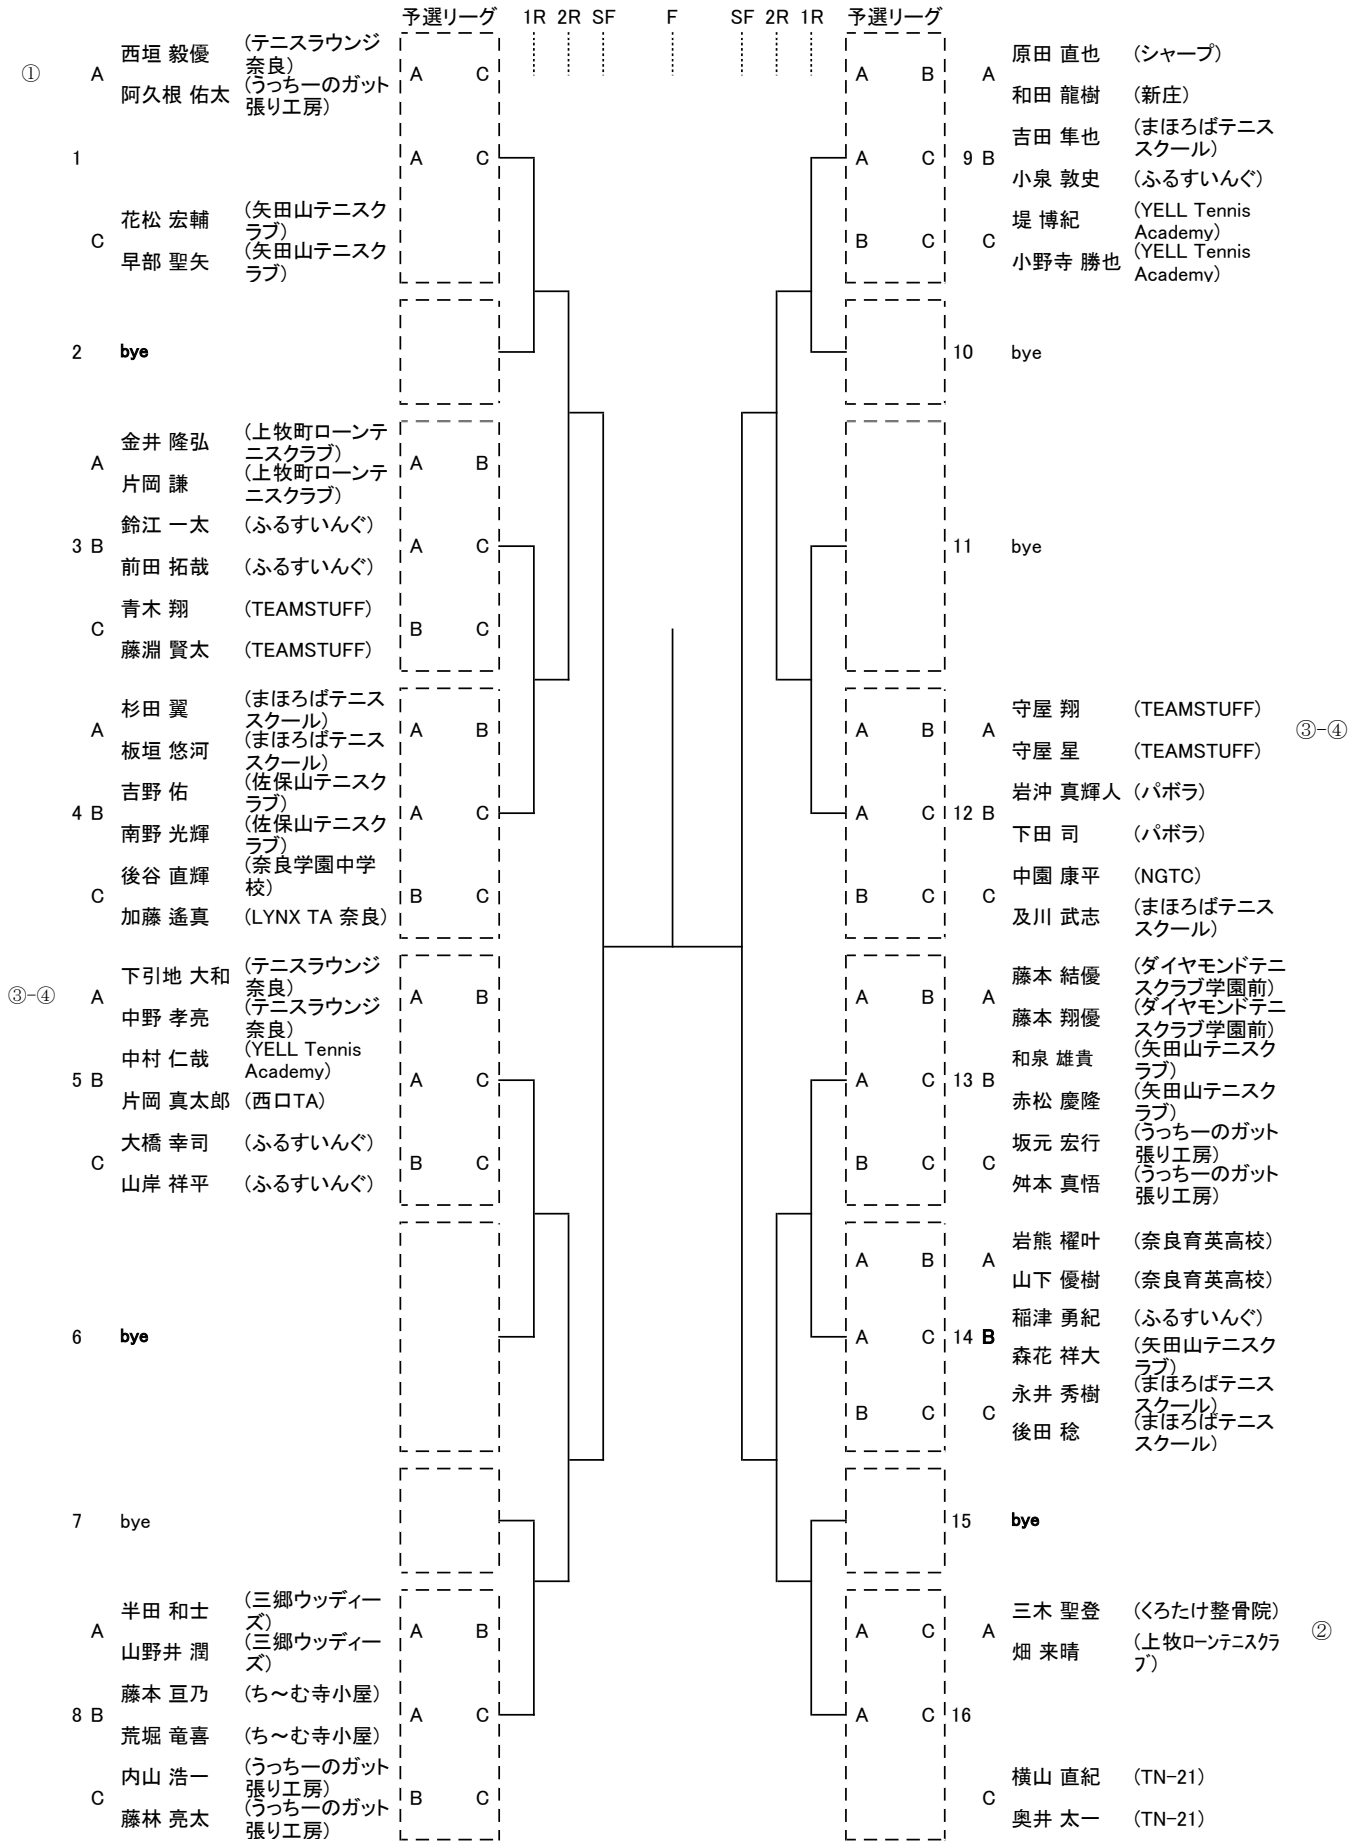 予選リーグ 1R 2R SF F SF 2R 1R 予選リーグ
① A 西垣 毅優 (テニスラウンジ奈良)
阿久根 佑太 (うっちーのガット張り工房)
A C
1
A C
C 花松 宏輔 (矢田山テニスクラブ)
早部 聖矢 (矢田山テニスクラブ)
2 bye
A 金井 隆弘 (上牧町ローンテニスクラブ)
片岡 謙 (上牧町ローンテニスクラブ)
A B
3 B 鈴江 一太 (ふるすいんぐ)
前田 拓哉 (ふるすいんぐ)
A C
C 青木 翔 (TEAMSTUFF)
藤淵 賢太 (TEAMSTUFF)
B C
A 杉田 翼 (まほろばテニススクール)
板垣 悠河 (まほろばテニススクール)
A B
4 B 吉野 佑 (佐保山テニスクラブ)
南野 光輝 (佐保山テニスクラブ)
A C
C 後谷 直輝 (奈良学園中学校)
加藤 遙真 (LYNX TA 奈良)
B C
③-④ A 下引地 大和 (テニスラウンジ奈良)
中野 孝亮 (テニスラウンジ奈良)
A B
5 B 中村 仁哉 (YELL Tennis Academy)
片岡 真太郎 (西口TA)
A C
C 大橋 幸司 (ふるすいんぐ)
山岸 祥平 (ふるすいんぐ)
B C
6 bye
7 bye
A 半田 和士 (三郷ウッディーズ)
山野井 潤 (三郷ウッディーズ)
A B
8 B 藤本 亘乃 (ち～む寺小屋)
荒堀 竜喜 (ち～む寺小屋)
A C
C 内山 浩一 (うっちーのガット張り工房)
藤林 亮太 (うっちーのガット張り工房)
B C
A B
A 原田 直也 (シャープ)
和田 龍樹 (新庄)
A C
9 B 吉田 隼也 (まほろばテニススクール)
小泉 敦史 (ふるすいんぐ)
B C
C 堤 博紀 (YELL Tennis Academy)
小野寺 勝也 (YELL Tennis Academy)
10 bye
11 bye
A B
A 守屋 翔 (TEAMSTUFF) ③-④
守屋 星 (TEAMSTUFF)
A C
12 B 岩沖 真輝人 (パボラ)
下田 司 (パボラ)
B C
C 中園 康平 (NGTC)
及川 武志 (まほろばテニススクール)
A B
A 藤本 結優 (ダイヤモンドテニスクラブ学園前)
藤本 翔優 (ダイヤモンドテニスクラブ学園前)
A C
13 B 和泉 雄貴 (矢田山テニスクラブ)
赤松 慶隆 (矢田山テニスクラブ)
B C
C 坂元 宏行 (うっちーのガット張り工房)
舛本 真悟 (うっちーのガット張り工房)
A B
A 岩熊 櫂叶 (奈良育英高校)
山下 優樹 (奈良育英高校)
A C
14 B 稲津 勇紀 (ふるすいんぐ)
森花 祥大 (矢田山テニスクラブ)
B C
C 永井 秀樹 (まほろばテニススクール)
後田 稔 (まほろばテニススクール)
15 bye
A C
A 三木 聖登 (くろたけ整骨院) ②
畑 来晴 (上牧ローンテニスクラブ)
A C
16
C 横山 直紀 (TN-21)
奥井 太一 (TN-21)